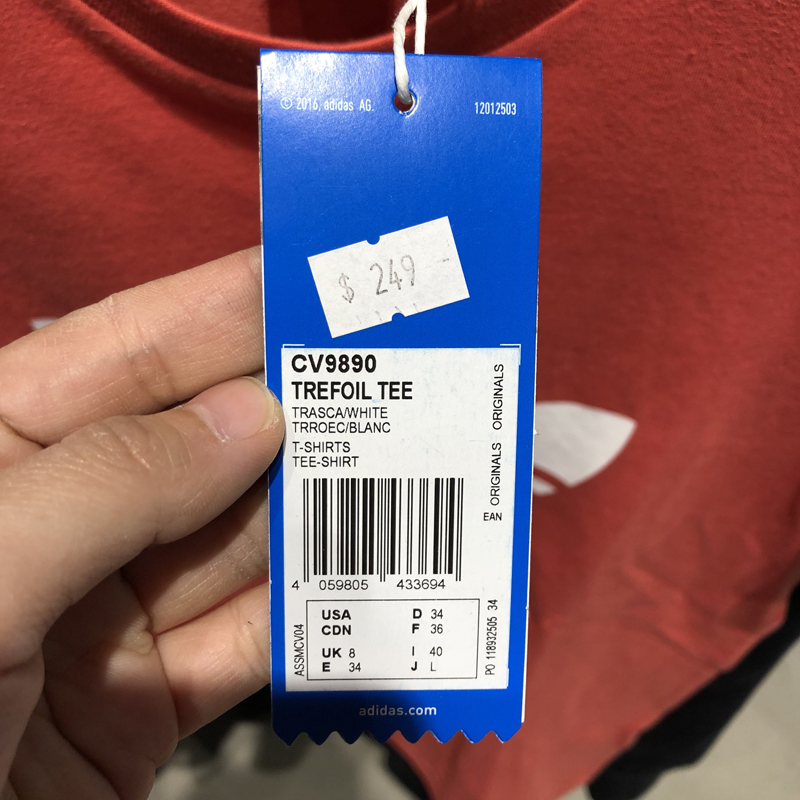 © 2016, adidas AG.
12012503
$ 249 -
CV9890
TREFOIL TEE
TRASCA/WHITE
TRROEC/BLANC
T-SHIRTS
TEE-SHIRT
ORIGINALS ORIGINALS
EAN
4 059805 433694
USA D 34
CDN F 36
UK 8 I 40
E 34 J L
ASSMCV04
PO 118932505 34
adidas.com